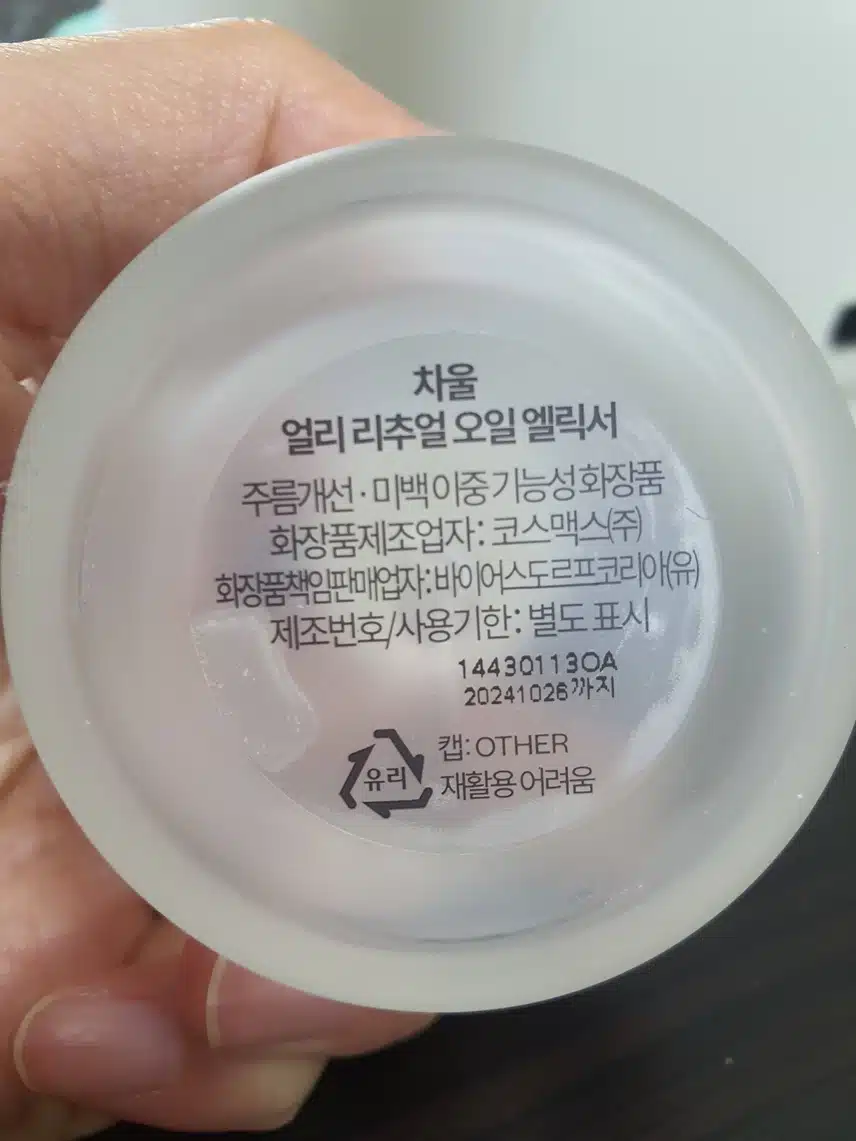 차울
얼리 리추얼 오일 엘릭서
주름개선·미백 이중 기능성 화장품
화장품제조업자: 코스맥스(주)
화장품책임판매업자: 바이어스도르프코리아(유)
제조번호/사용기한: 별도 표시
144301130A
20241026까지
유리
캡: OTHER
재활용 어려움